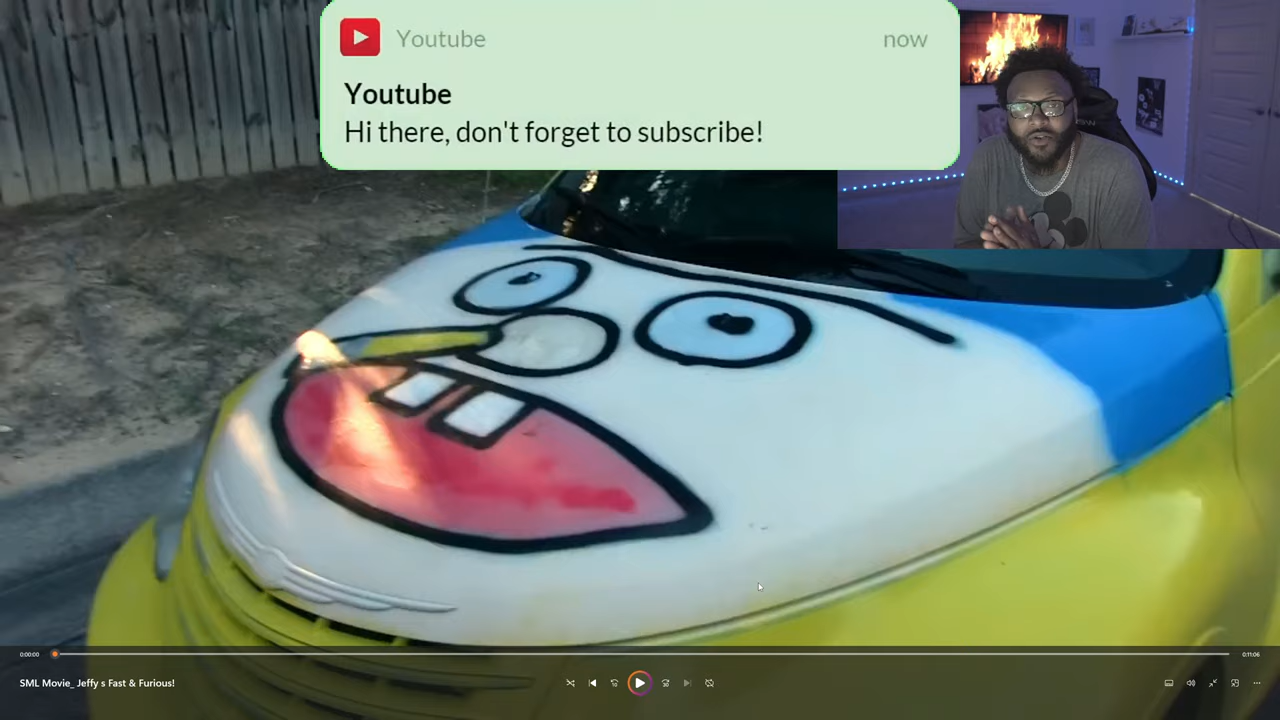 Youtube
now
Youtube
Hi there, don't forget to subscribe!
0:00:00
0:11:06
SML Movie_ Jeffy s Fast & Furious!